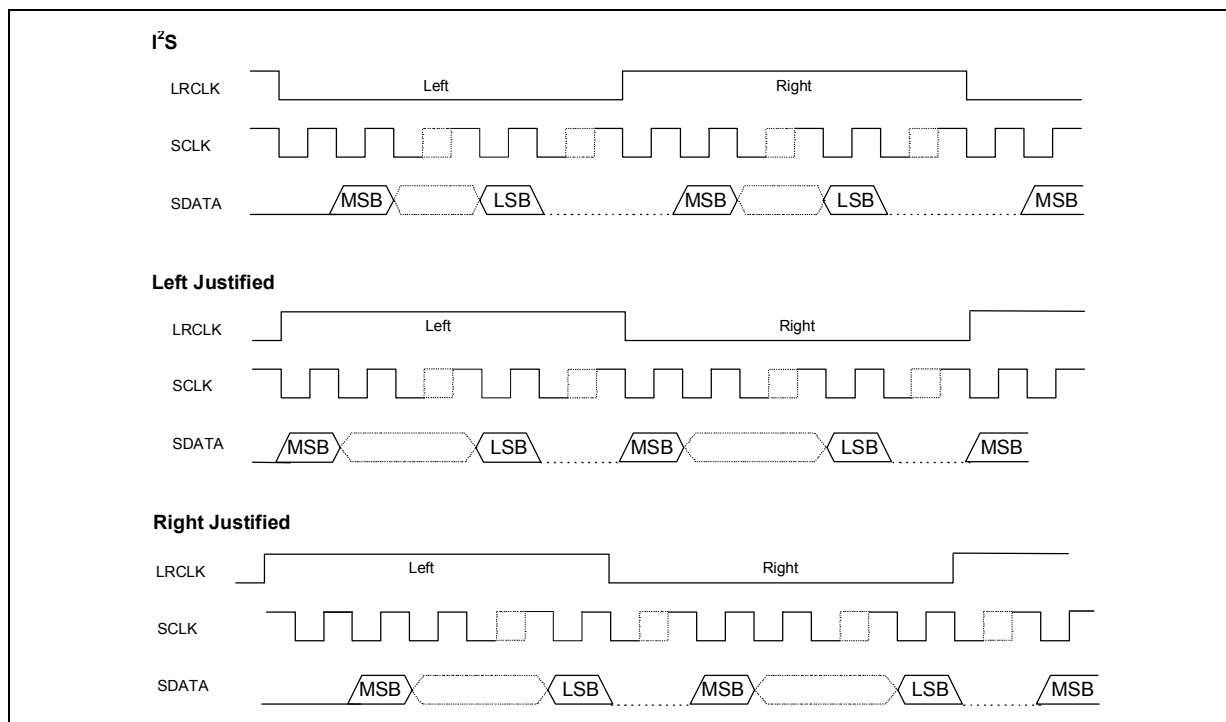 I²S
LRCLK Left Right
SCLK
SDATA MSB LSB MSB LSB MSB
Left Justified
LRCLK Left Right
SCLK
SDATA MSB LSB MSB LSB MSB
Right Justified
LRCLK Left Right
SCLK
SDATA MSB LSB MSB LSB MSB